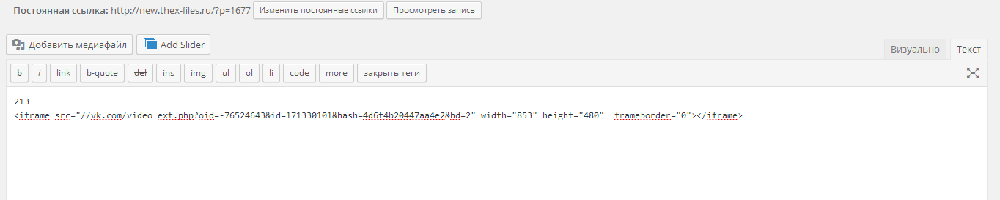 Постоянная ссылка: http://new.thex-files.ru/?p=1677 Изменить постоянные ссылки Просмотреть запись
Добавить медиафайл Add Slider Визуально Текст
b i link b-quote del ins img ul ol li code more закрыть теги
213
<iframe src="//vk.com/video_ext.php?oid=-76524643&id=171330101&hash=4d6f4b20447aa4e2&hd=2" width="853" height="480"  frameborder="0"></iframe>